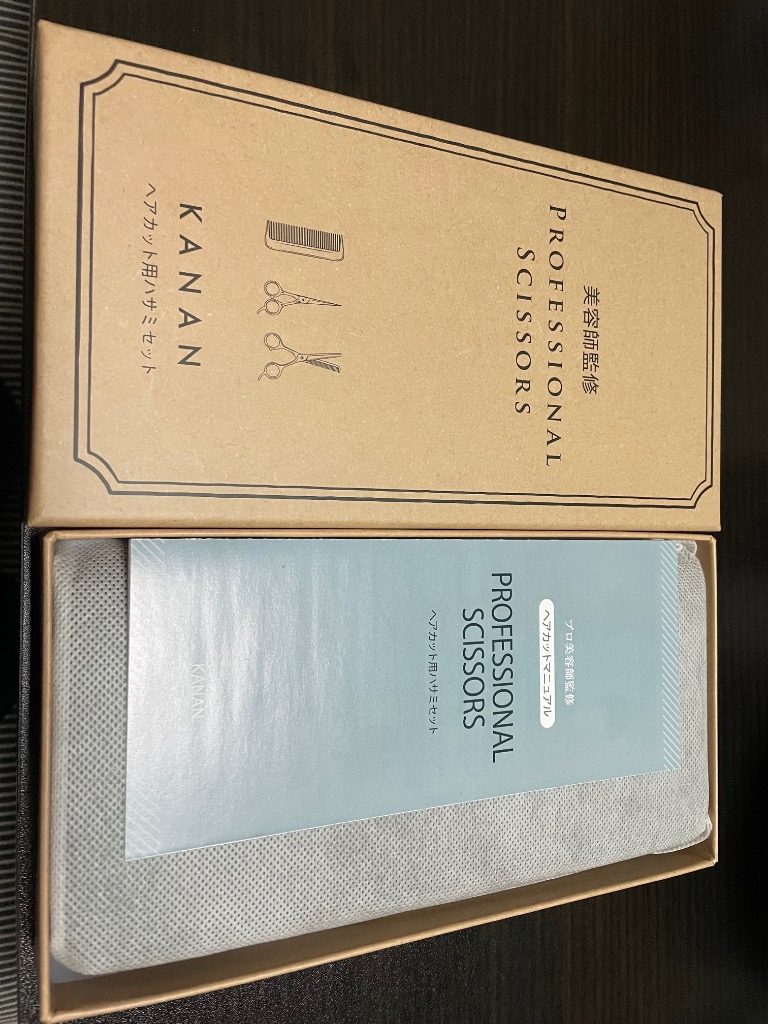 美容師監修
PROFESSIONAL
SCISSORS
KANAN
ヘアカット用ハサミセット
プロ美容師監修
ヘアカットマニュアル
PROFESSIONAL
SCISSORS
ヘアカット用ハサミセット
KANAN